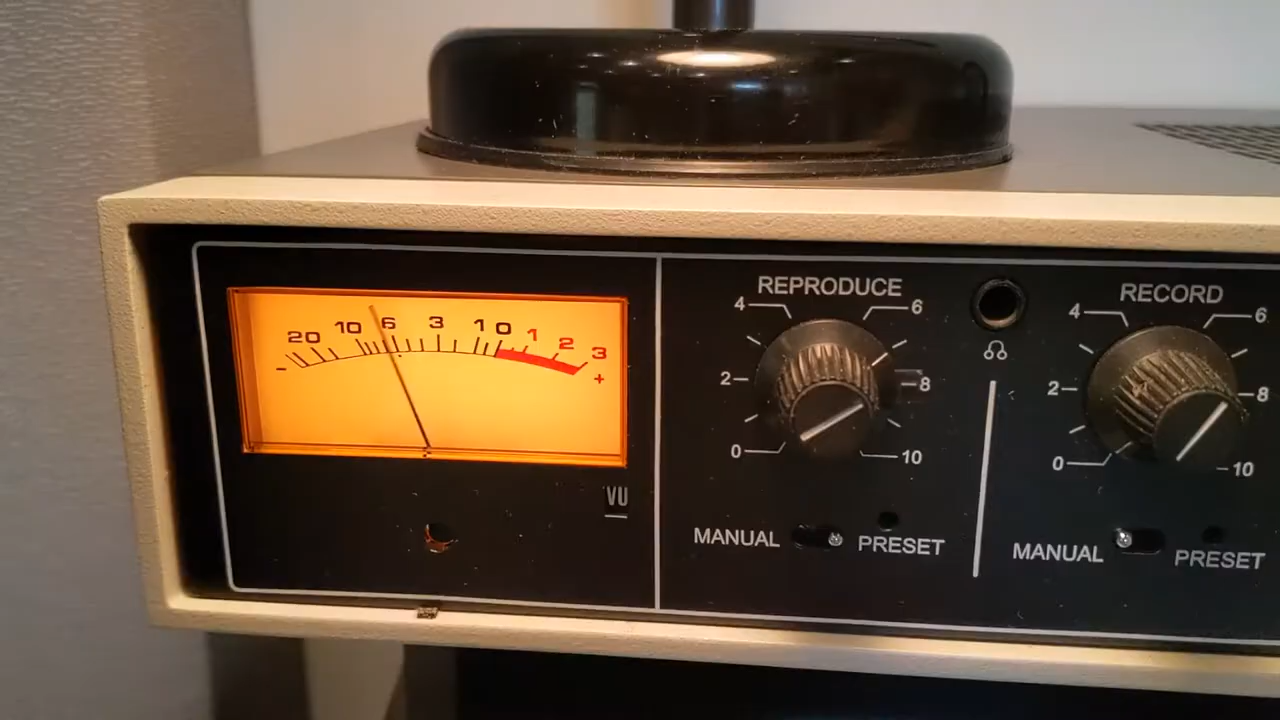 20 10 6 3 1 0 1 2 3
- +
VU
REPRODUCE
4 6
2 8
0 10
MANUAL PRESET
RECORD
4 6
2 8
0 10
MANUAL PRESET